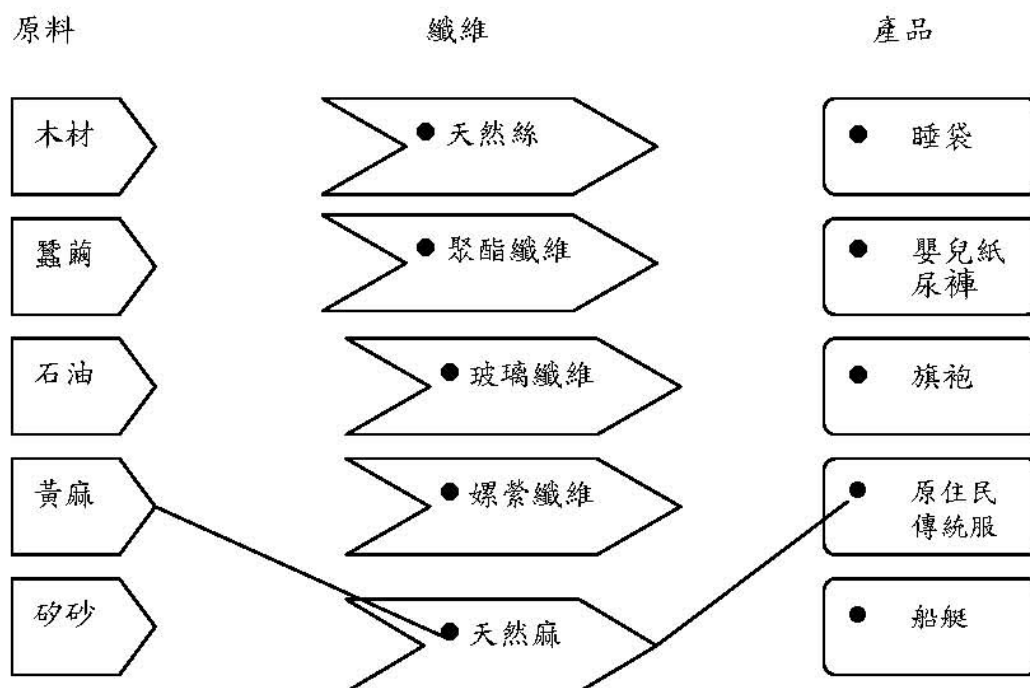 原料 纖維 產品
木材 天然絲 睡袋
蠶繭 聚酯纖維 嬰兒紙
尿褲
石油 玻璃纖維 旗袍
黃麻 嫘縈纖維 原住民
傳統服
矽砂 天然麻 船艇